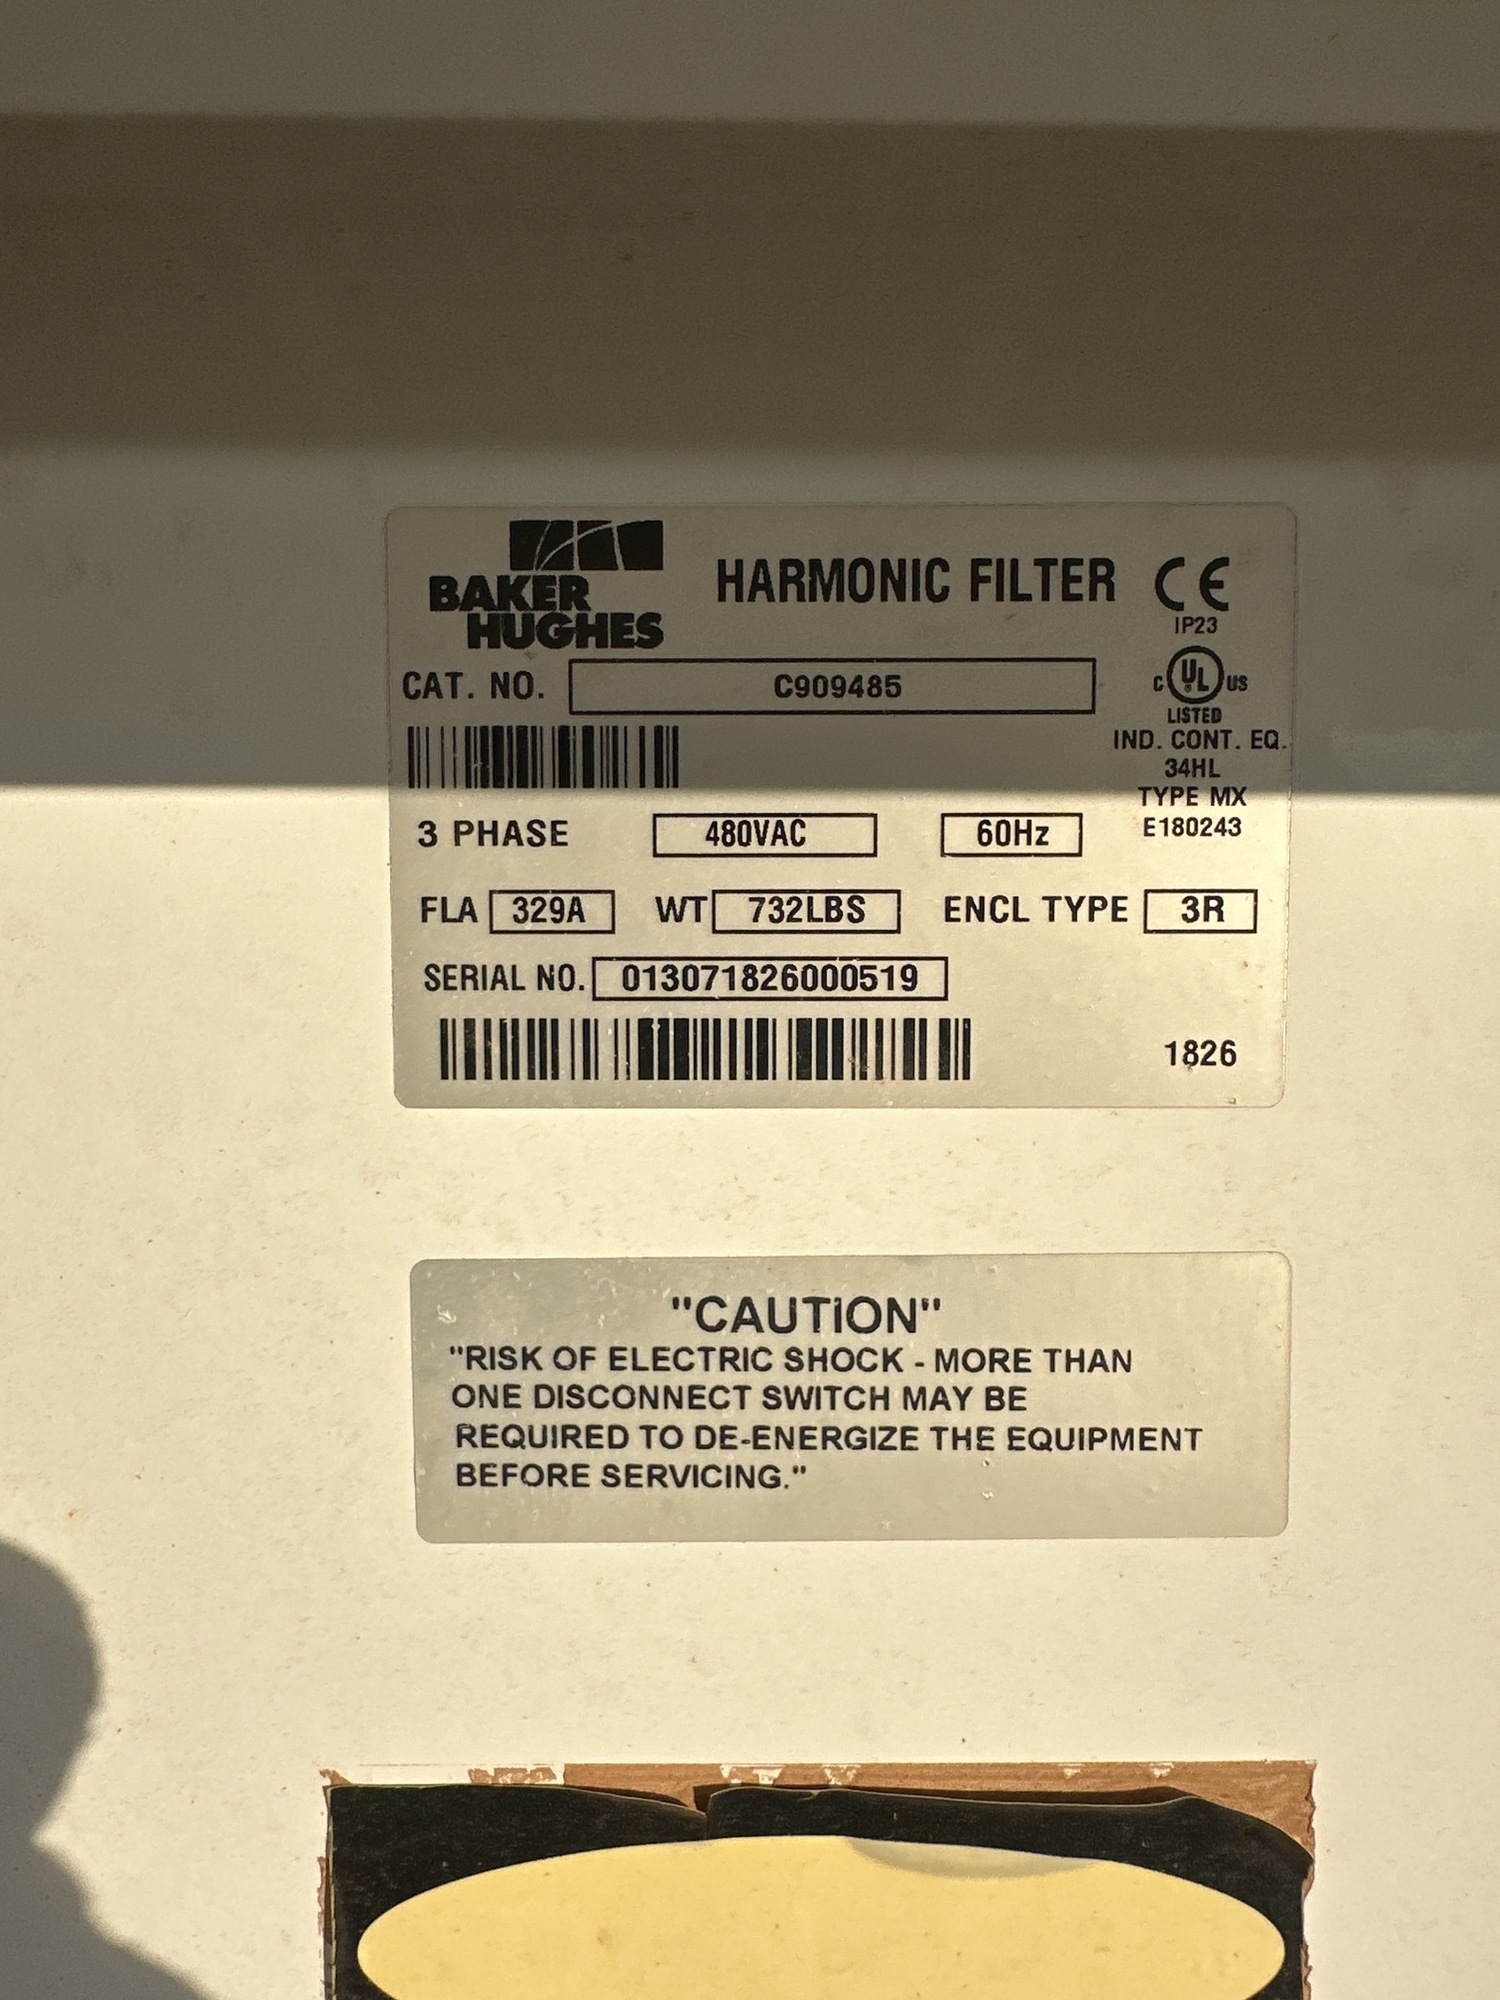 BAKER
HUGHES
HARMONIC FILTER
CE
IP23
CAT. NO. C909485
C UL US
LISTED
IND. CONT. EQ.
34HL
TYPE MX
E180243
3 PHASE 480VAC 60Hz
FLA 329A WT 732LBS ENCL TYPE 3R
SERIAL NO. 013071826000519
1826
"CAUTION"
"RISK OF ELECTRIC SHOCK - MORE THAN
ONE DISCONNECT SWITCH MAY BE
REQUIRED TO DE-ENERGIZE THE EQUIPMENT
BEFORE SERVICING."